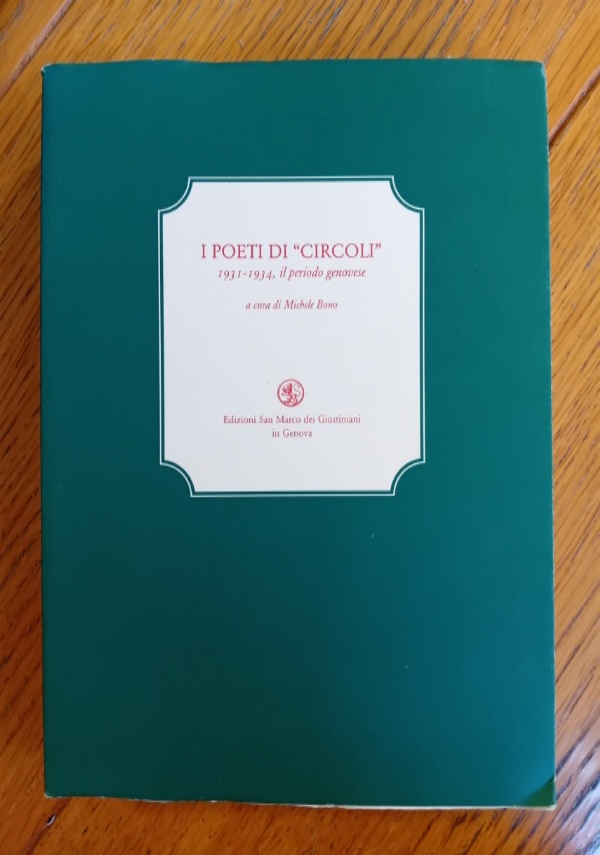 I POETI DI "CIRCOLI"
1931-1934, il periodo genovese
a cura di Michele Bono
Edizioni San Marco dei Giustiniani
in Genova